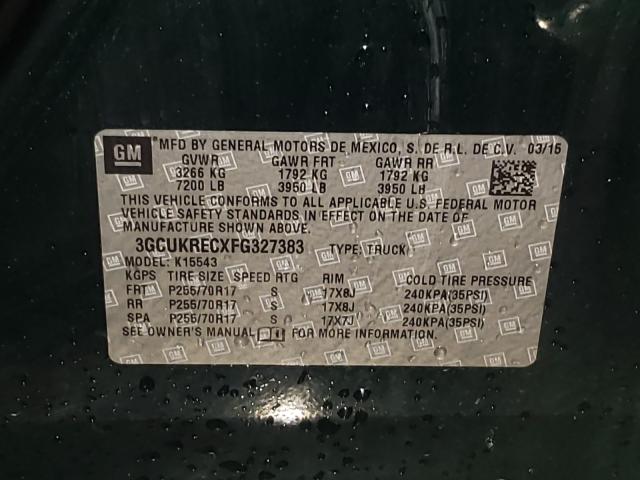 GM ®MFD BY GENERAL MOTORS DE MEXICO, S. DE R.L. DE C.V. 03/15
GVWR GAWR FRT GAWR RR
3266 KG 1792 KG 1792 KG
7200 LB 3950 LB 3950 LB
THIS VEHICLE CONFORMS TO ALL APPLICABLE U.S. FEDERAL MOTOR
VEHICLE SAFETY STANDARDS IN EFFECT ON THE DATE OF
MANUFACTURE SHOWN ABOVE.
3GCUKRECXFG327383 TYPE: TRUCK
MODEL: K15543
KGPS TIRE SIZE SPEED RTG RIM COLD TIRE PRESSURE
FRT P255/70R17 S 17X8J 240KPA(35PSI)
RR P255/70R17 S 17X8J 240KPA(35PSI)
SPA P255/70R17 S 17X7J 240KPA(35PSI)
SEE OWNER'S MANUAL FOR MORE INFORMATION.